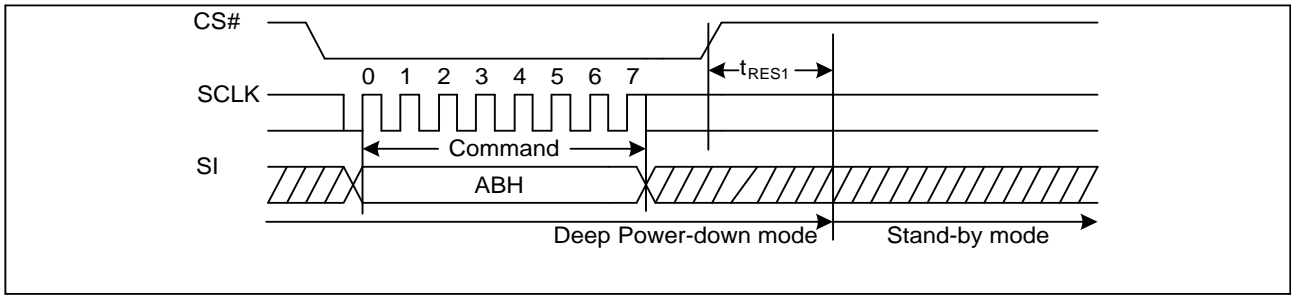 CS#
tRES1
0 1 2 3 4 5 6 7
SCLK
Command
SI
ABH
Deep Power-down mode Stand-by mode